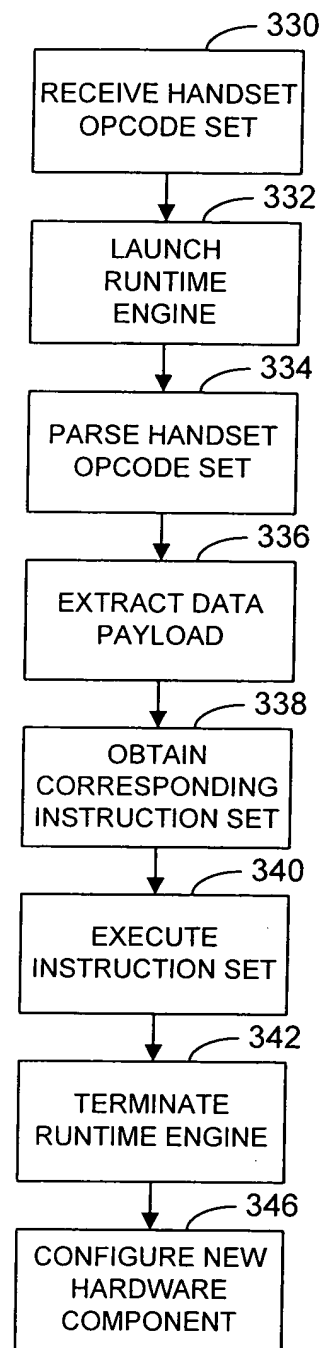 330
RECEIVE HANDSET
OPCODE SET
332
LAUNCH
RUNTIME
ENGINE
334
PARSE HANDSET
OPCODE SET
336
EXTRACT DATA
PAYLOAD
338
OBTAIN
CORRESPONDING
INSTRUCTION SET
340
EXECUTE
INSTRUCTION SET
342
TERMINATE
RUNTIME ENGINE
346
CONFIGURE NEW
HARDWARE
COMPONENT